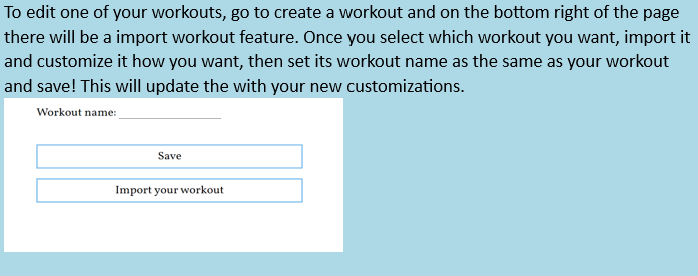 To edit one of your workouts, go to create a workout and on the bottom right of the page
there will be a import workout feature. Once you select which workout you want, import it
and customize it how you want, then set its workout name as the same as your workout
and save! This will update the with your new customizations.
Workout name:
Save
Import your workout